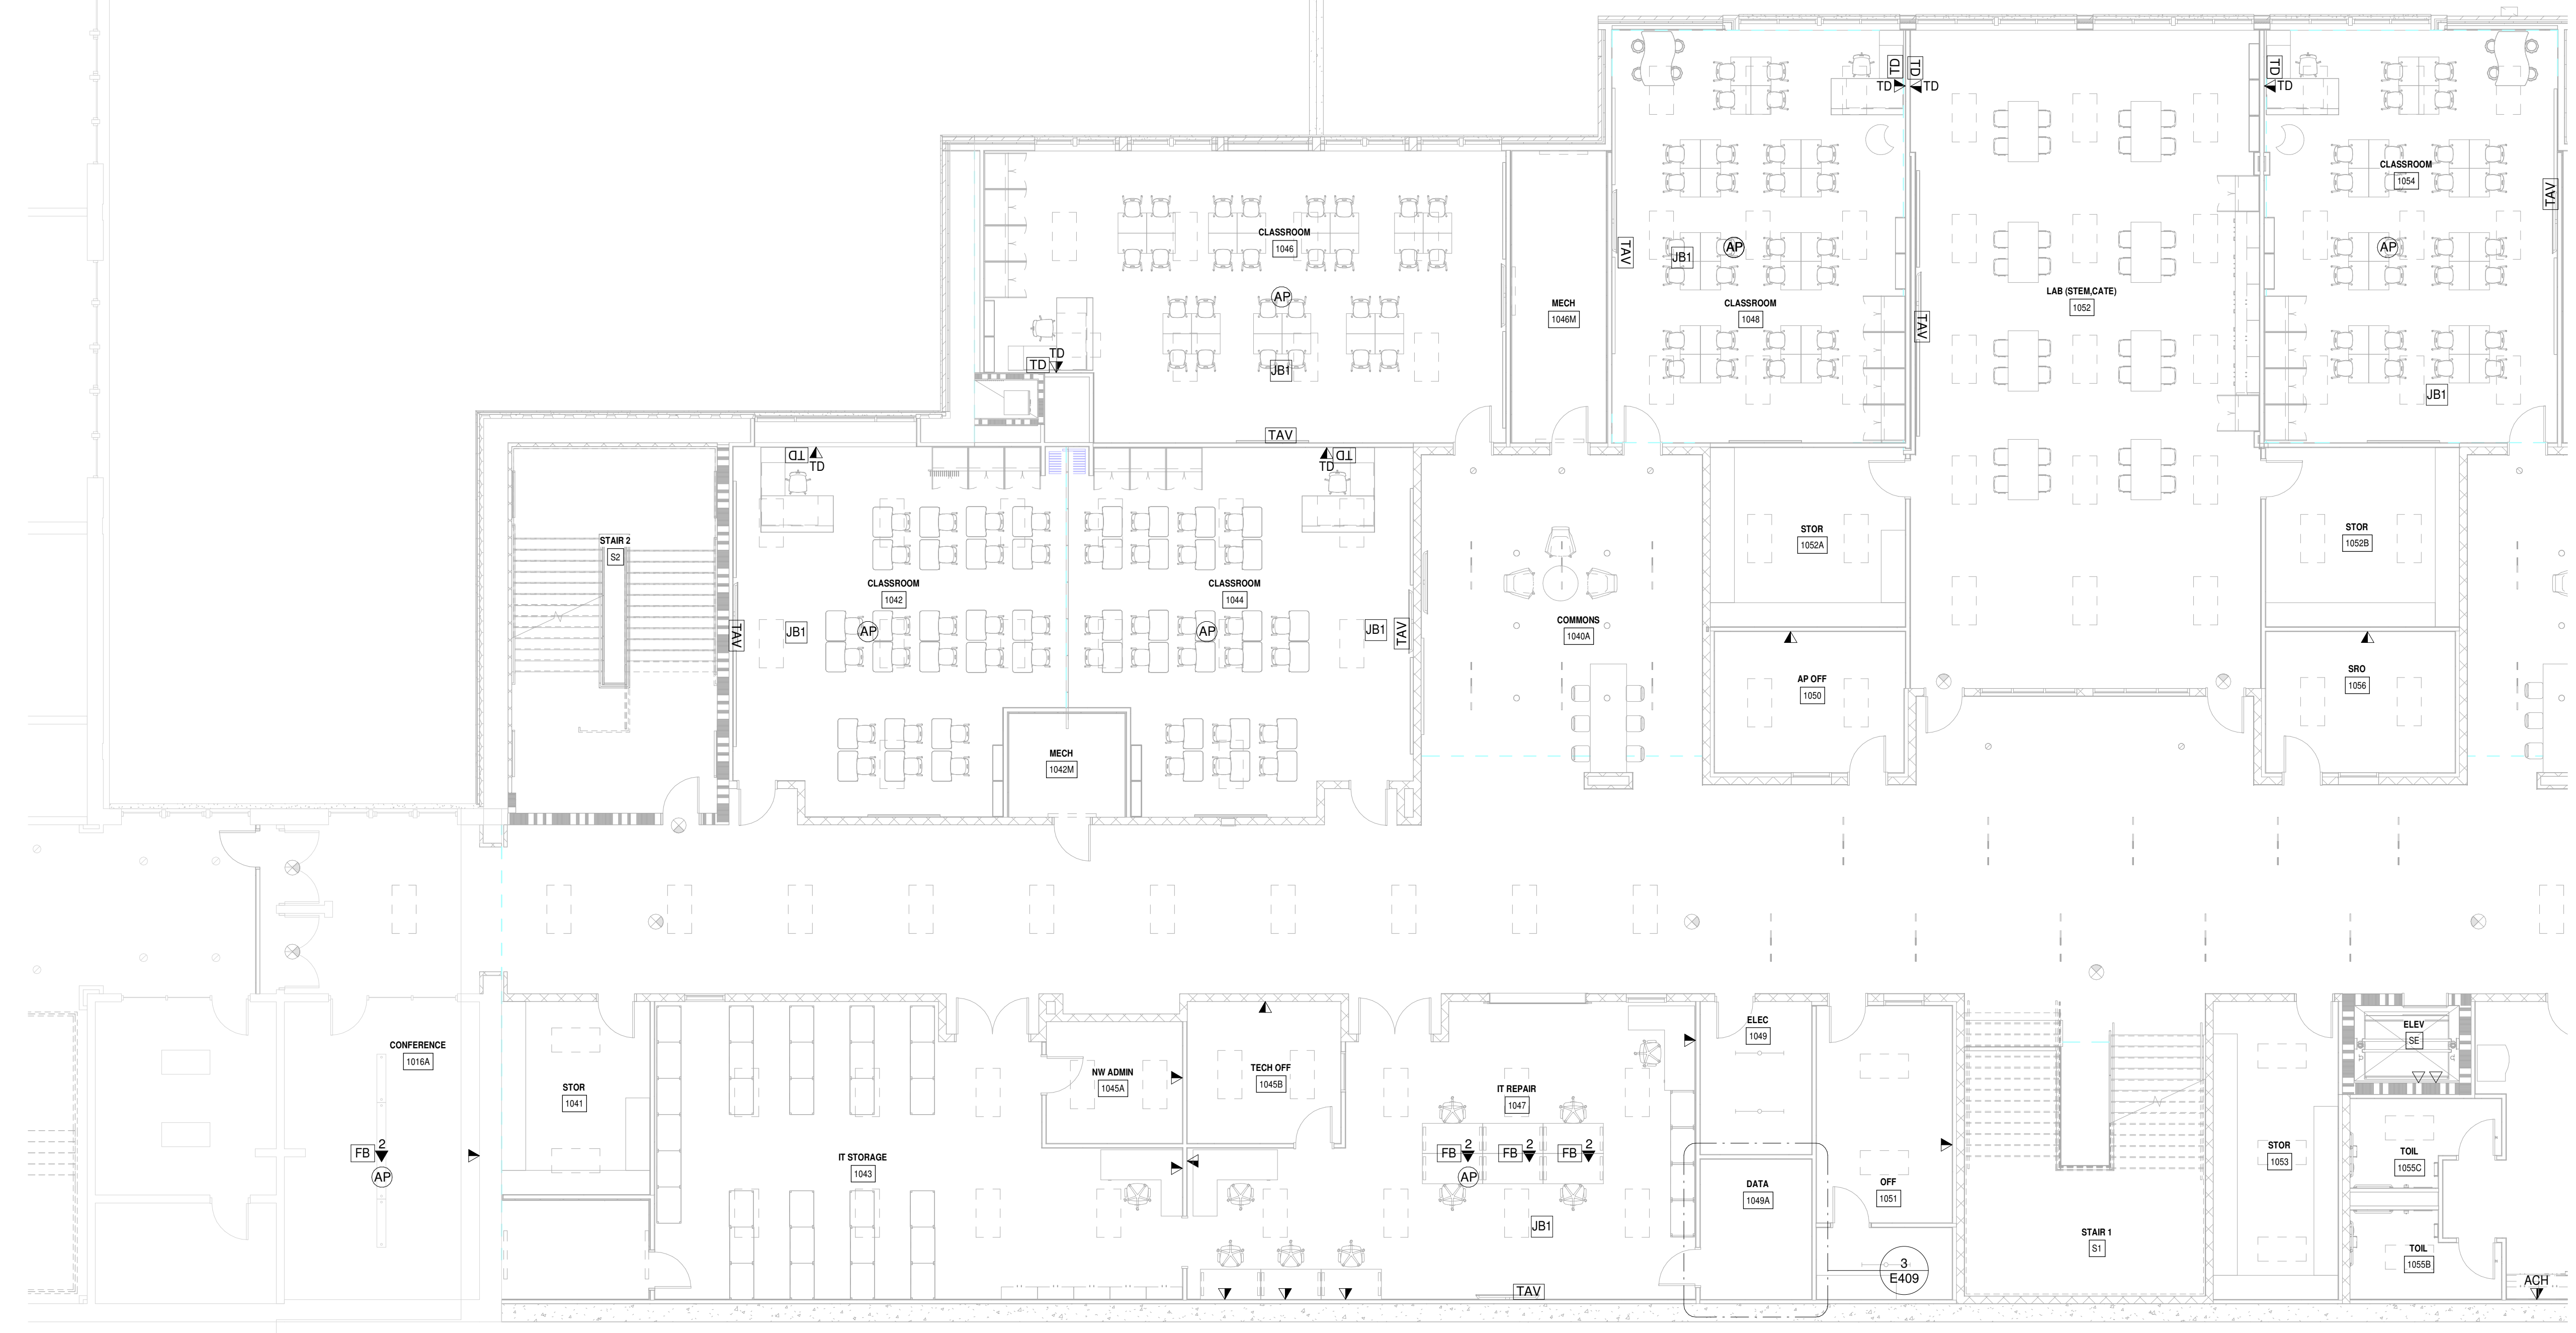 TD
TD
TD
TD
TD
TD
CLASSROOM
1054
TAV
CLASSROOM
1046
AP
AP
TAV
JB1
AP
LAB (STEM,CATE)
1052
MECH
1046M
CLASSROOM
1048
TAV
TD
TD
JB1
JB1
TAV
TD
TD
TD
TD
STAIR 2
S2
STOR
1052A
STOR
1052B
CLASSROOM
1042
CLASSROOM
1044
TAV
JB1
AP
AP
JB1
TAV
COMMONS
1040A
AP OFF
1050
SRO
1056
MECH
1042M
ELEC
1049
ELEV
SE
CONFERENCE
1016A
STOR
1041
NW ADMIN
1045A
TECH OFF
1045B
IT REPAIR
1047
FB 2
AP
FB 2
FB 2
FB 2
AP
IT STORAGE
1043
DATA
1049A
OFF
1051
STOR
1053
TOIL
1055C
JB1
STAIR 1
S1
TOIL
1055B
3
E409
TAV
ACH